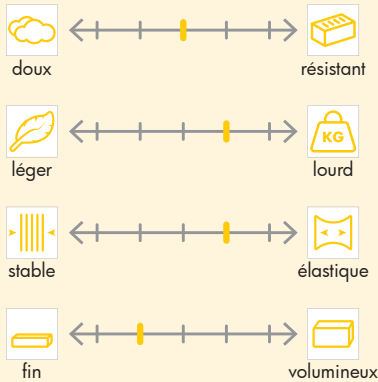 doux
résistant
KG
léger
lourd
stable
élastique
fin
volumineux